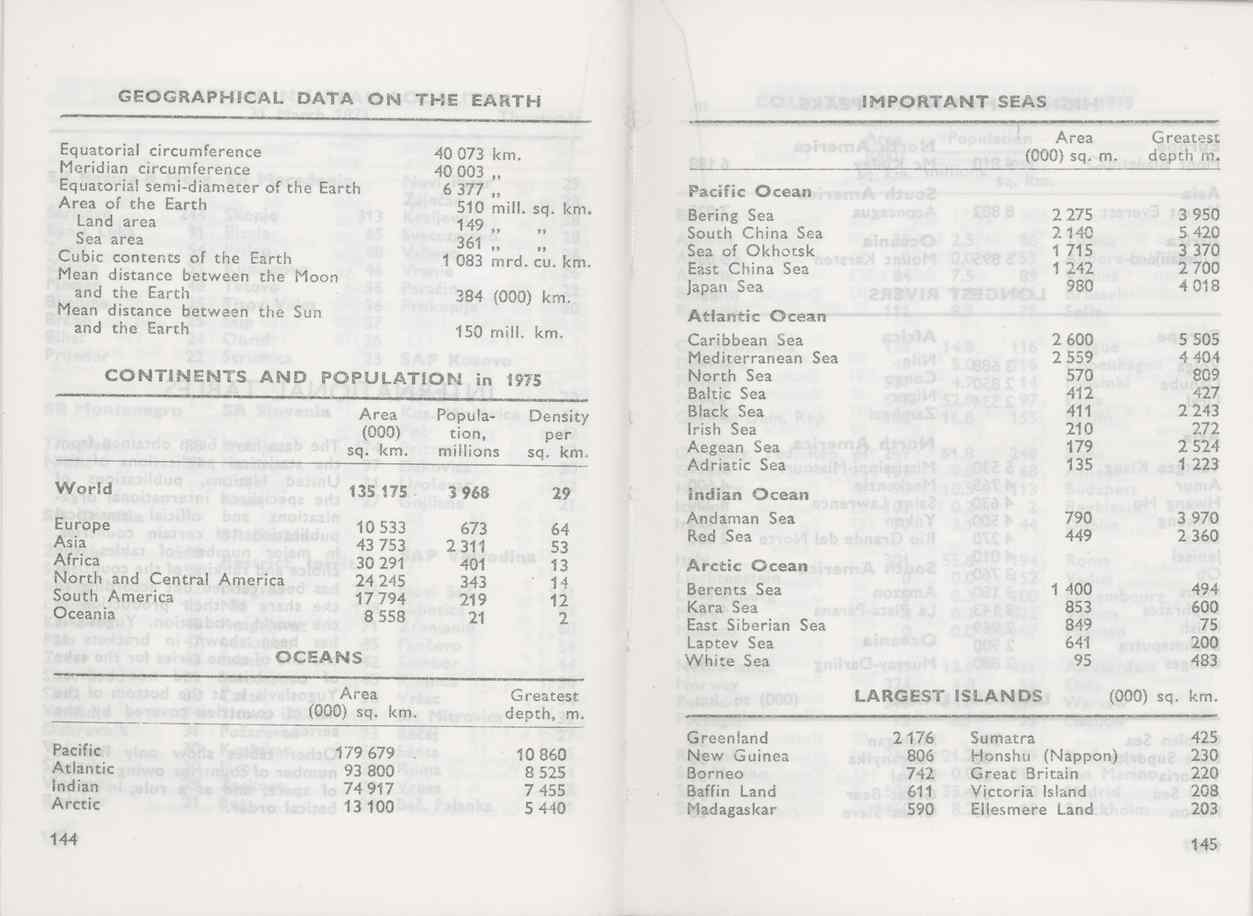 GEOGRAPHICAL DATA ON THE EARTH
Equatorial circumference 40 073 km.
Meridian circumference 40 003 „
Equatorial semi-diameter of the Earth 6 377 „
Area of the Earth 510 mill. sq. km.
Land area 149 „ „
Sea area 361 „ „
Cubic contents of the Earth 1 083 mrd. cu. km.
Mean distance between the Moon
and the Earth 384 (000) km.
Mean distance between the Sun
and the Earth 150 mill. km.
CONTINENTS AND POPULATION in 1975
Area Popula- Density
(000) tion, per
sq. km. millions sq. km.
World 135 175 3 968 29
Europe 10 533 673 64
Asia 43 753 2 311 53
Africa 30 291 401 13
North and Central America 24 245 343 14
South America 17 794 219 12
Oceania 8 558 21 2
OCEANS
Area Greatest
(000) sq. km. depth, m.
Pacific 179 679 10 860
Atlantic 93 800 8 525
Indian 74 917 7 455
Arctic 13 100 5 440
144
IMPORTANT SEAS
Area Greatest
(000) sq. m. depth m.
Pacific Ocean
Bering Sea 2 275 3 950
South China Sea 2 140 5 420
Sea of Okhotsk 1 715 3 370
East China Sea 1 242 2 700
Japan Sea 980 4 018
Atlantic Ocean
Caribbean Sea 2 600 5 505
Mediterranean Sea 2 559 4 404
North Sea 570 809
Baltic Sea 412 427
Black Sea 411 2 243
Irish Sea 210 272
Aegean Sea 179 2 524
Adriatic Sea 135 1 223
Indian Ocean
Andaman Sea 790 3 970
Red Sea 449 2 360
Arctic Ocean
Berents Sea 1 400 494
Kara Sea 853 600
East Siberian Sea 849 75
Laptev Sea 641 200
White Sea 95 483
LARGEST ISLANDS (000) sq. km.
Greenland 2 176 Sumatra 425
New Guinea 806 Honshu (Nappon) 230
Borneo 742 Great Britain 220
Baffin Land 611 Victoria Island 208
Madagaskar 590 Ellesmere Land 203
145